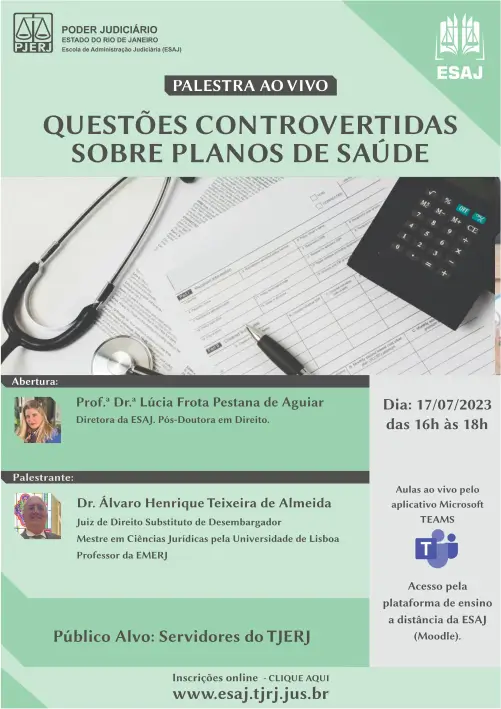 PJERJ
PODER JUDICIÁRIO
ESTADO DO RIO DE JANEIRO
Escola de Administração Judiciária (ESAJ)
ESAJ
PALESTRA AO VIVO
QUESTÕES CONTROVERTIDAS
SOBRE PLANOS DE SAÚDE
Abertura:
Prof.ª Dr.ª Lúcia Frota Pestana de Aguiar
Diretora da ESAJ. Pós-Doutora em Direito.
Dia: 17/07/2023
das 16h às 18h
Palestrante:
Dr. Álvaro Henrique Teixeira de Almeida
Juiz de Direito Substituto de Desembargador
Mestre em Ciências Jurídicas pela Universidade de Lisboa
Professor da EMERJ
Aulas ao vivo pelo
aplicativo Microsoft
TEAMS
T
Acesso pela
plataforma de ensino
a distância da ESAJ
(Moodle).
Público Alvo: Servidores do TJERJ
Inscrições online - CLIQUE AQUI
www.esaj.tjrj.jus.br